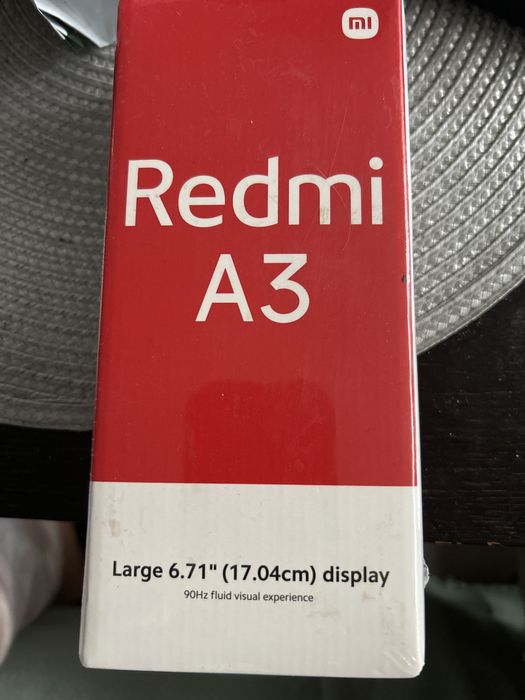 mi
Redmi
A3
Large 6.71" (17.04cm) display
90Hz fluid visual experience